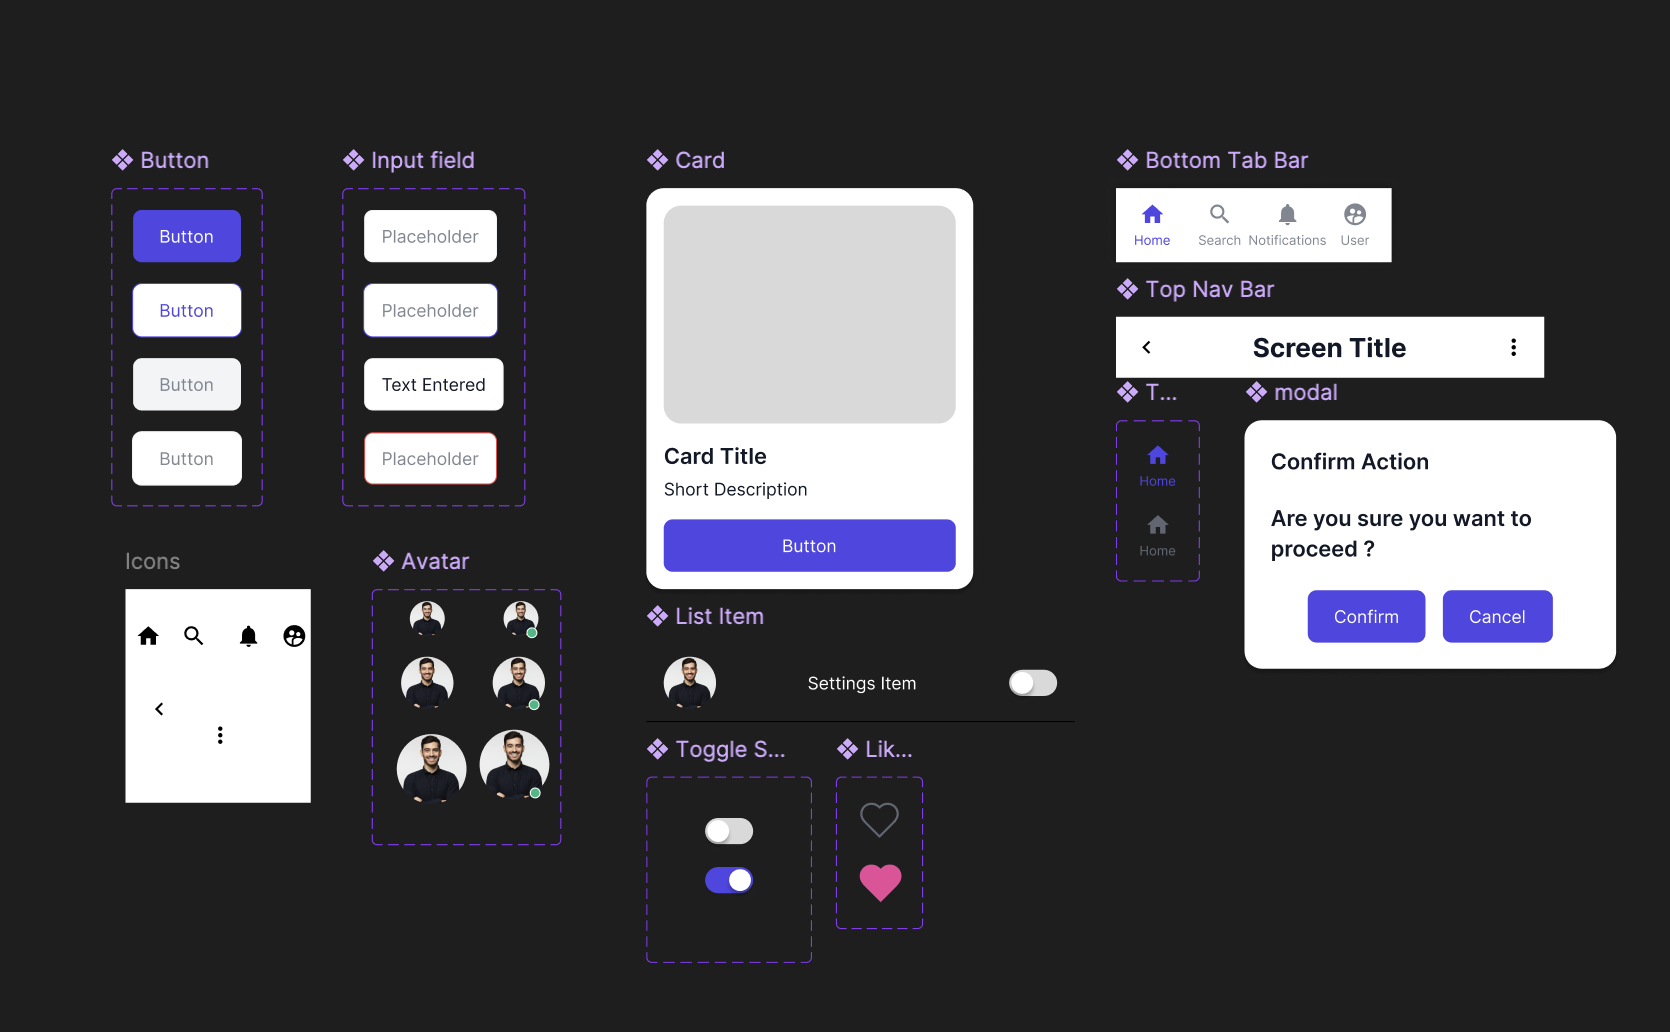 Button
Button
Button
Button
Button
Input field
Placeholder
Placeholder
Text Entered
Placeholder
Card
Card Title
Short Description
Button
Bottom Tab Bar
Home
Search
Notifications
User
Top Nav Bar
Screen Title
T...
Home
Home
modal
Confirm Action
Are you sure you want to
proceed ?
Confirm
Cancel
Icons
Avatar
List Item
Settings Item
Toggle S...
Lik...